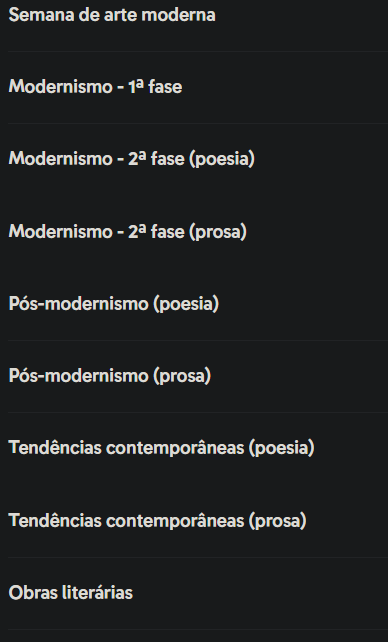 Semana de arte moderna
Modernismo - 1ª fase
Modernismo - 2ª fase (poesia)
Modernismo - 2ª fase (prosa)
Pós-modernismo (poesia)
Pós-modernismo (prosa)
Tendências contemporâneas (poesia)
Tendências contemporâneas (prosa)
Obras literárias